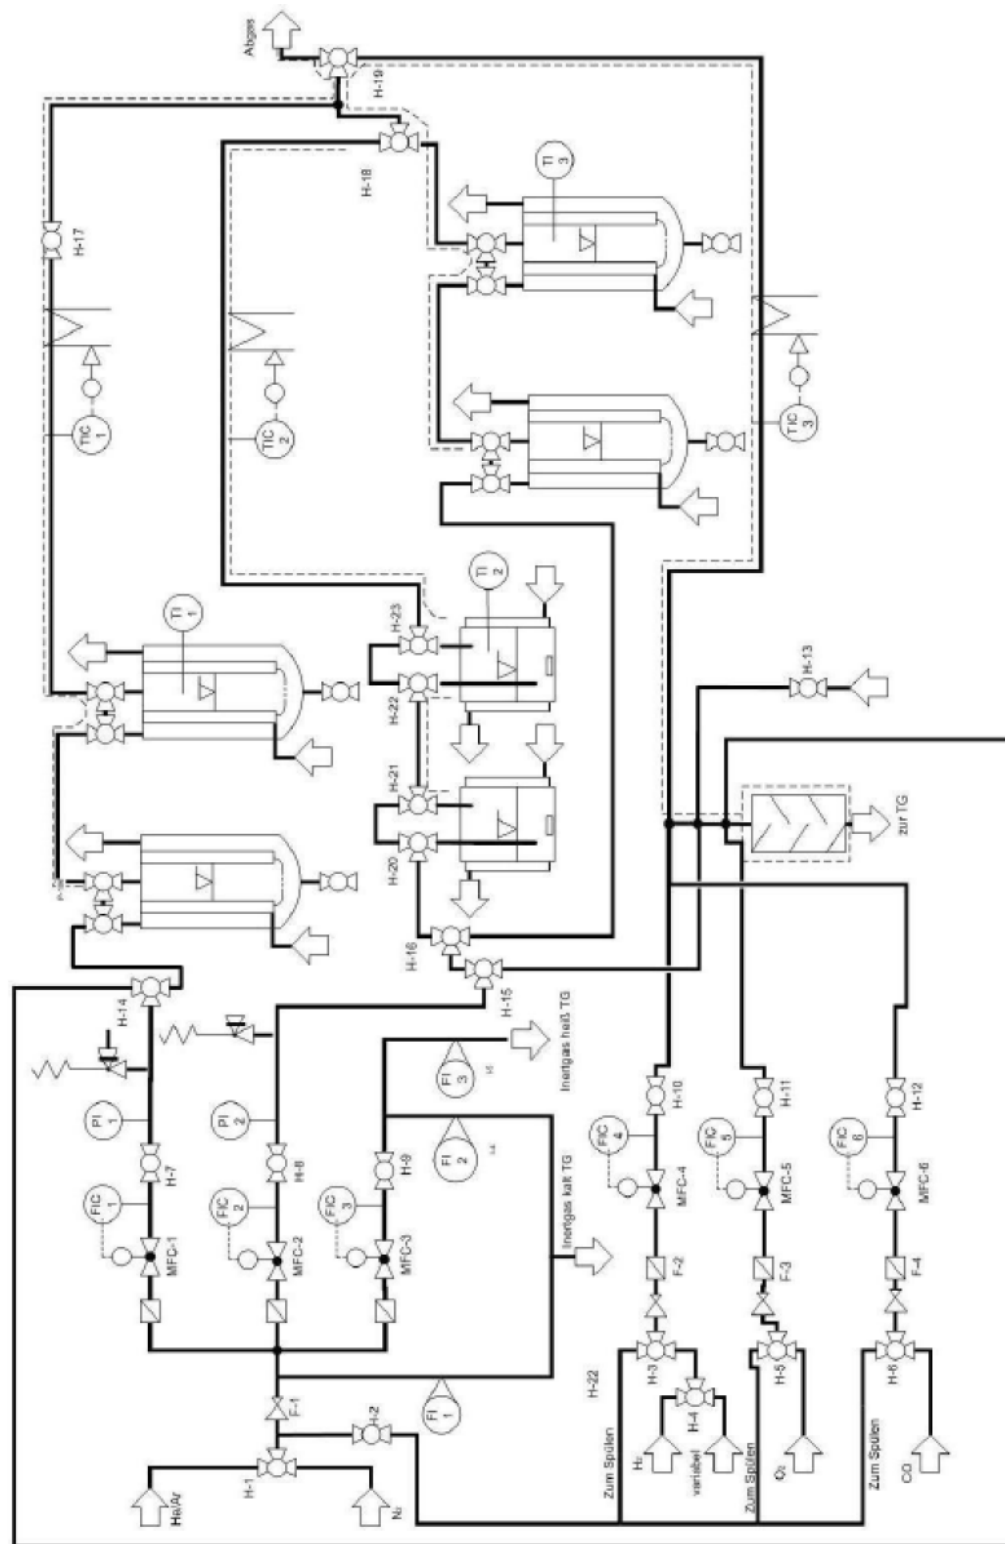 Abgas
H-19
H-18
H-17
TI
3
TIC
1
TIC
2
TIC
3
TI
1
TI
2
H-23
H-22
H-21
H-20
H-13
zur TG
H-16
H-15
H-14
Inertgas heiß TG
FI
3
FI
2
PI
1
PI
2
H-7
H-8
H-9
H-10
H-11
H-12
FIC
1
FIC
2
FIC
3
FIC
4
FIC
5
FIC
6
MFC-1
MFC-2
MFC-3
MFC-4
MFC-5
MFC-6
Inertgas kalt TG
F-2
F-3
F-4
H-22
H-3
H-5
H-6
H-4
FI
1
F-1
H-2
H-1
Zum Spülen
Zum Spülen
Zum Spülen
He/Ar
N₂
H₂
variabel
O₂
CO